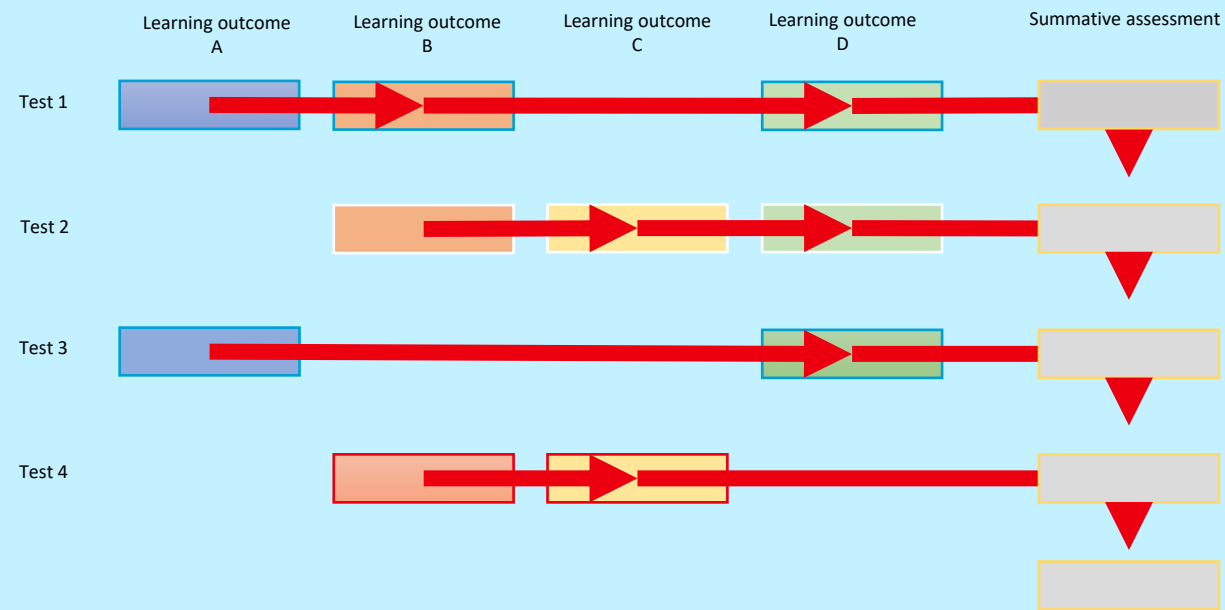 Learning outcome
A
Learning outcome
B
Learning outcome
C
Learning outcome
D
Summative assessment
Test 1
Test 2
Test 3
Test 4